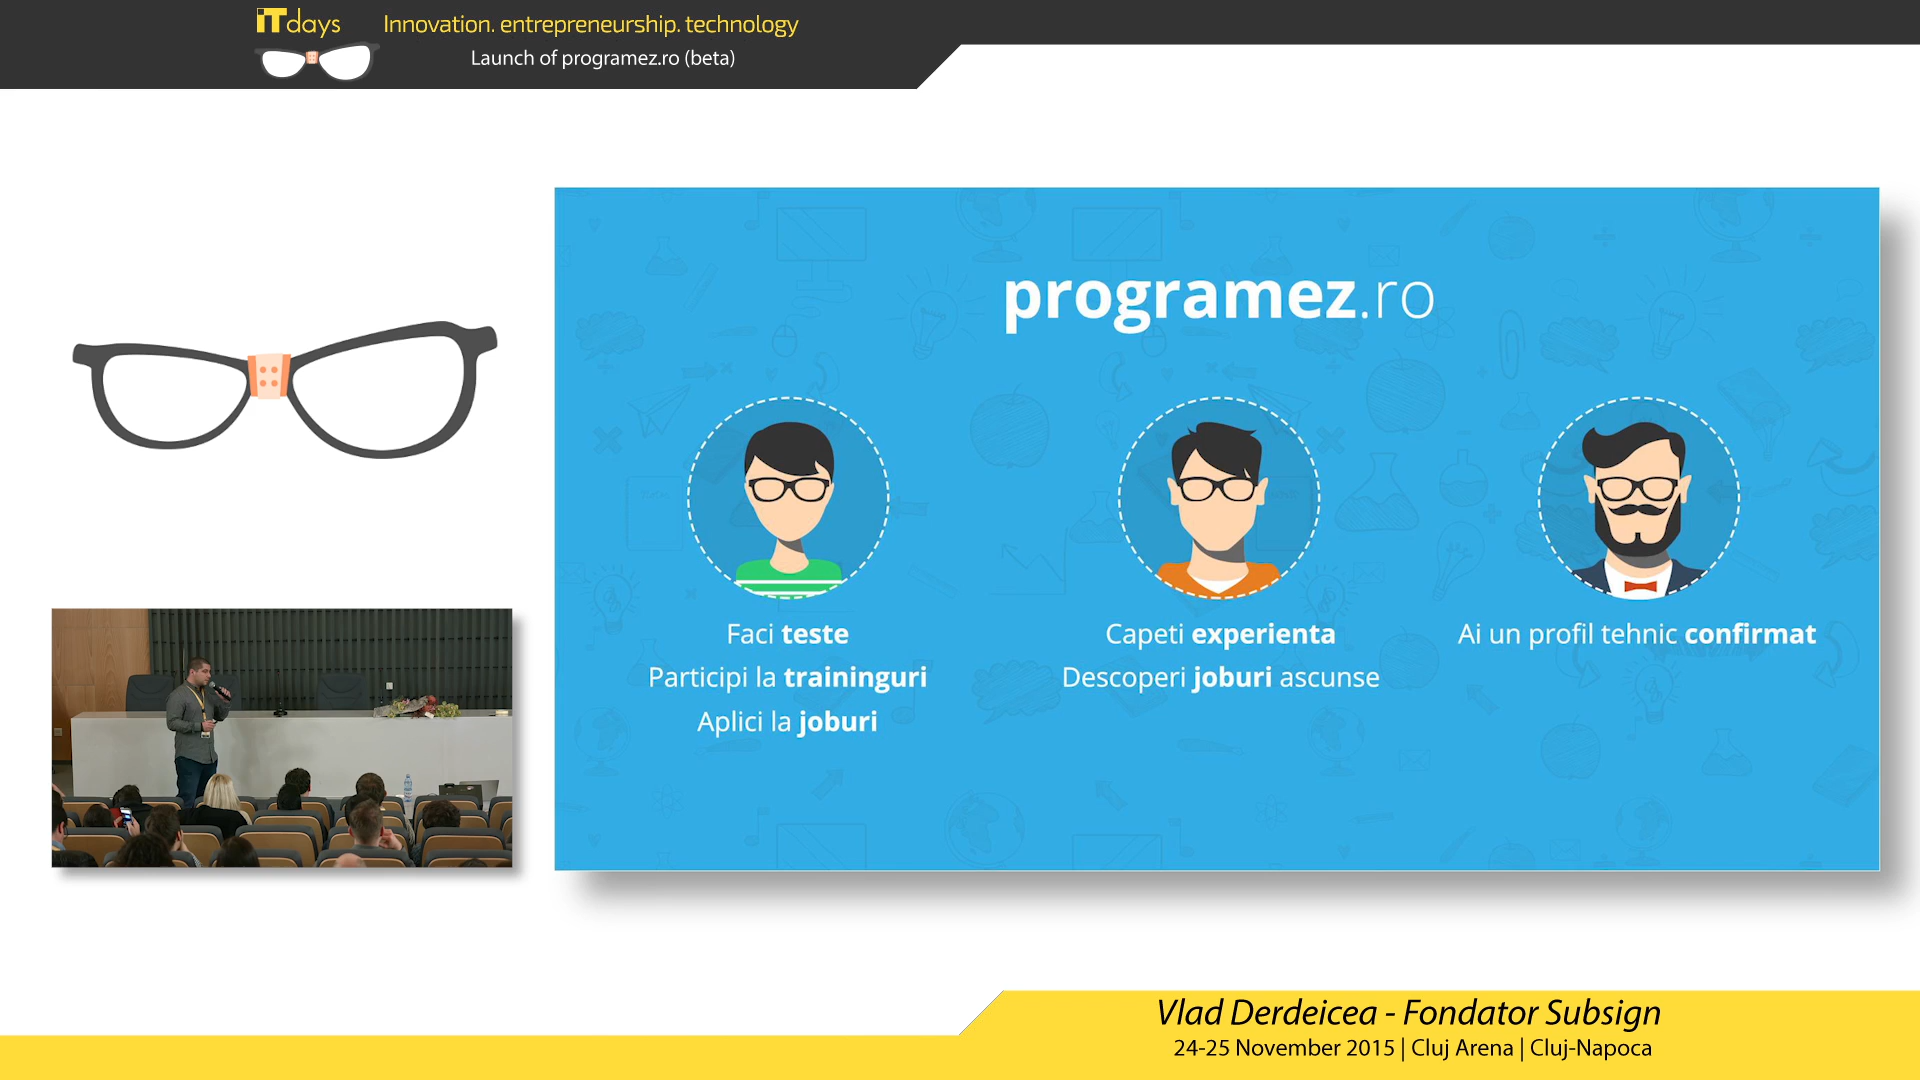 iTdays
Innovation. entrepreneurship. technology
Launch of programez.ro (beta)
programez.ro
Faci teste
Participi la traininguri
Aplici la joburi
Capeti experienta
Descoperi joburi ascunse
Ai un profil tehnic confirmat
Vlad Derdeicea - Fondator Subsign
24-25 November 2015 | Cluj Arena | Cluj-Napoca